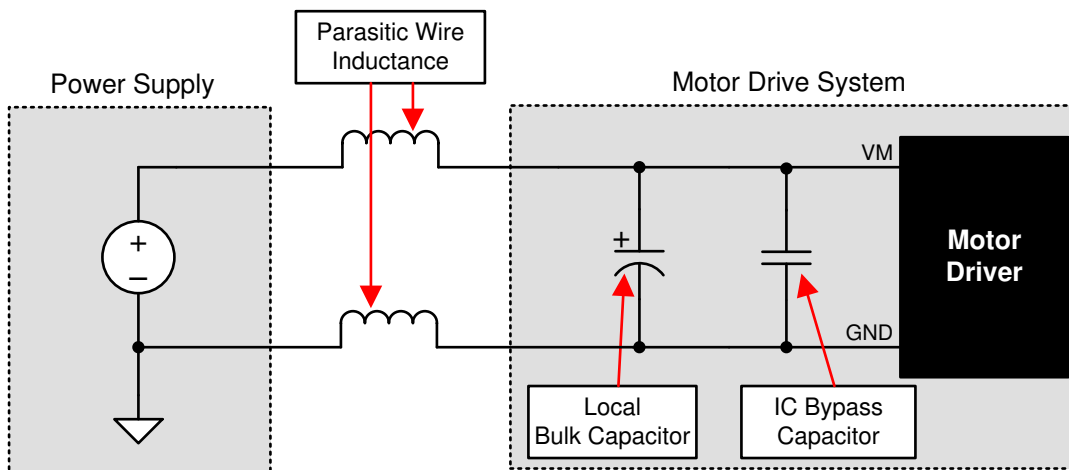 Parasitic Wire
Inductance
Power Supply
Motor Drive System
VM
+
−
+
Motor
Driver
GND
Local
Bulk Capacitor
IC Bypass
Capacitor